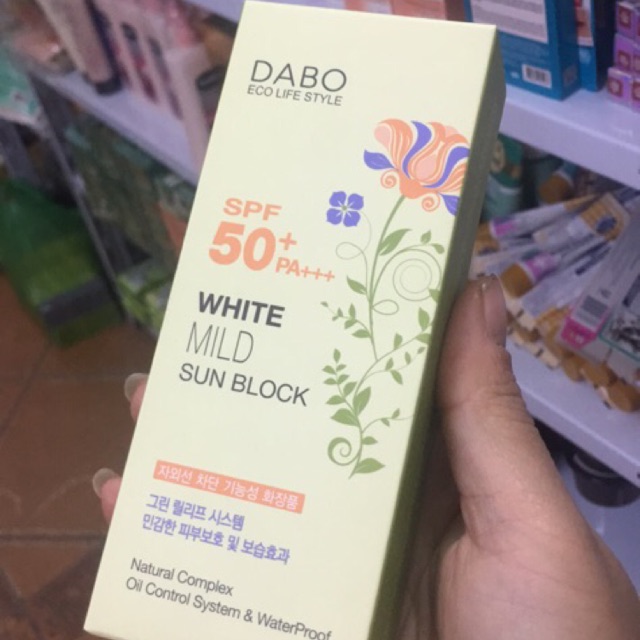 DABO
ECO LIFE STYLE
SPF
50+
PA+++
WHITE
MILD
SUN BLOCK
자외선 차단 기능성 화장품
그린 릴리프 시스템
민감한 피부보호 및 보습효과
Natural Complex
Oil Control System & WaterProof